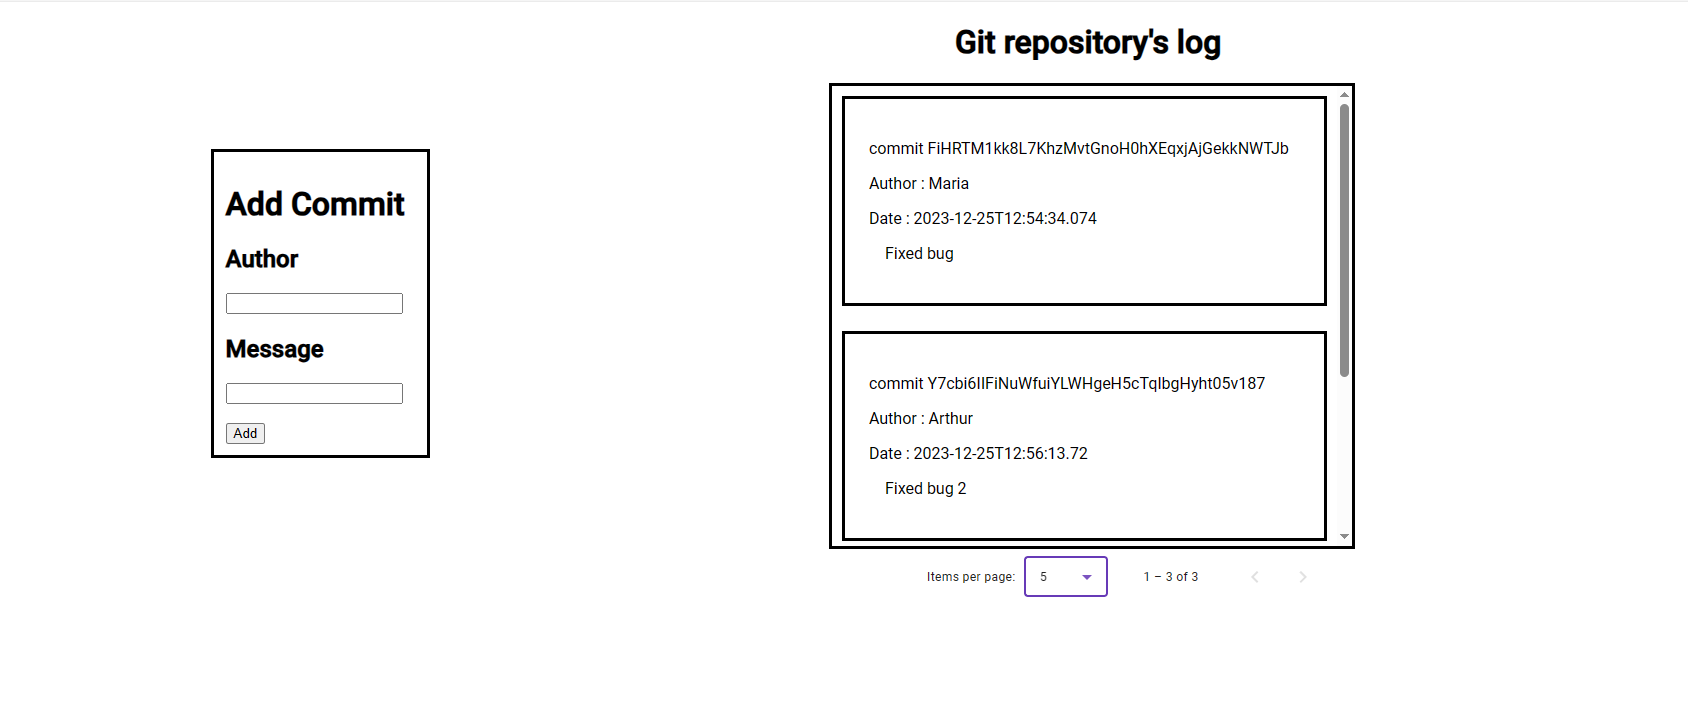 Add Commit
Author
Message
Add
Git repository's log
commit FiHRTM1kk8L7KhzMvtGnoH0hXEqxjAjGekkNWTJb
Author : Maria
Date : 2023-12-25T12:54:34.074
Fixed bug
commit Y7cbi6IIFiNuWfuiYLWHgeH5cTqIbgHyht05v187
Author : Arthur
Date : 2023-12-25T12:56:13.72
Fixed bug 2
Items per page: 5 1 – 3 of 3